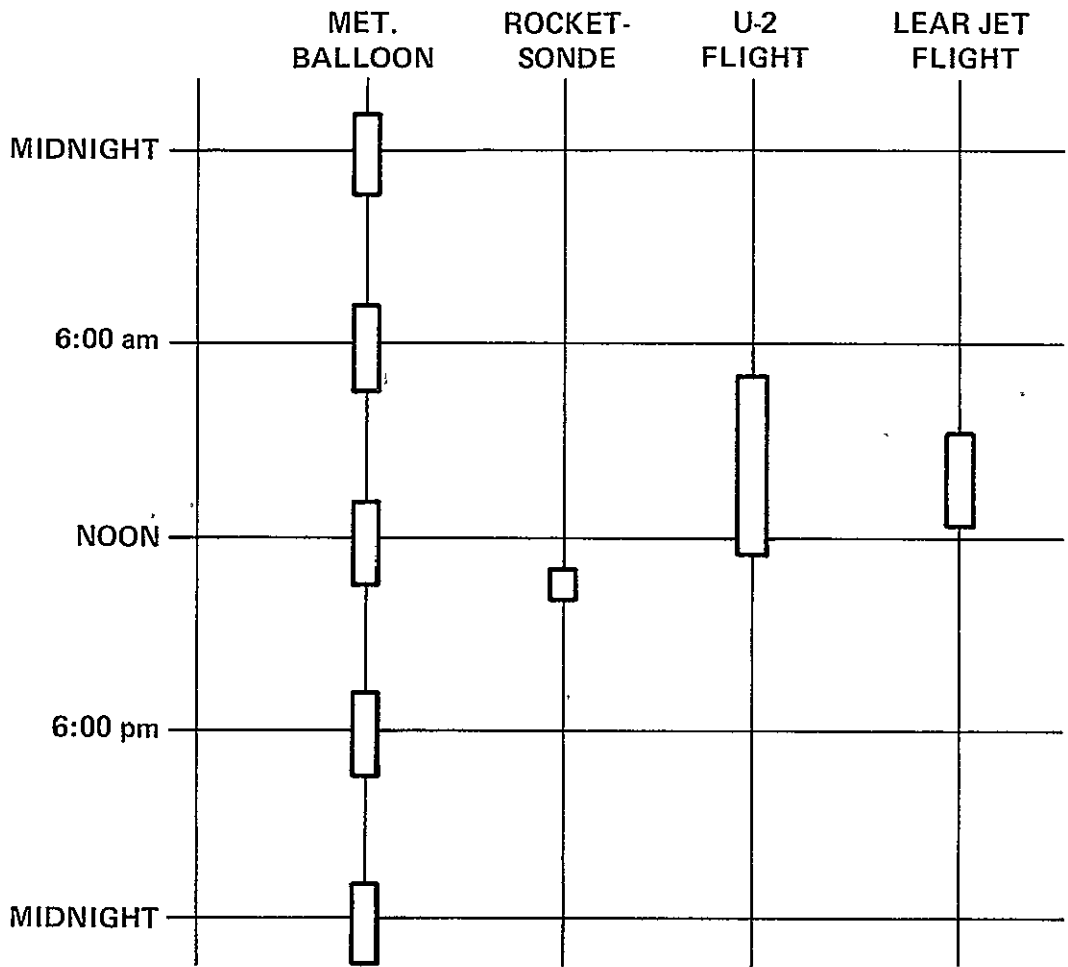 MET.
BALLOON
ROCKET-
SONDE
U-2
FLIGHT
LEAR JET
FLIGHT
MIDNIGHT
6:00 am
NOON
6:00 pm
MIDNIGHT